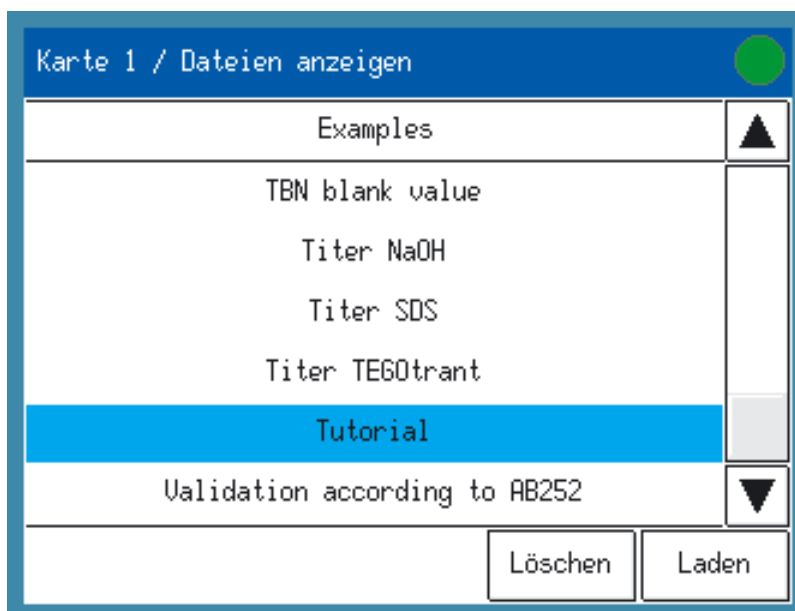 Karte 1 / Dateien anzeigen
Examples
TBN blank value
Titer NaOH
Titer SDS
Titer TEGOtrant
Tutorial
Validation according to AB252
Löschen
Laden